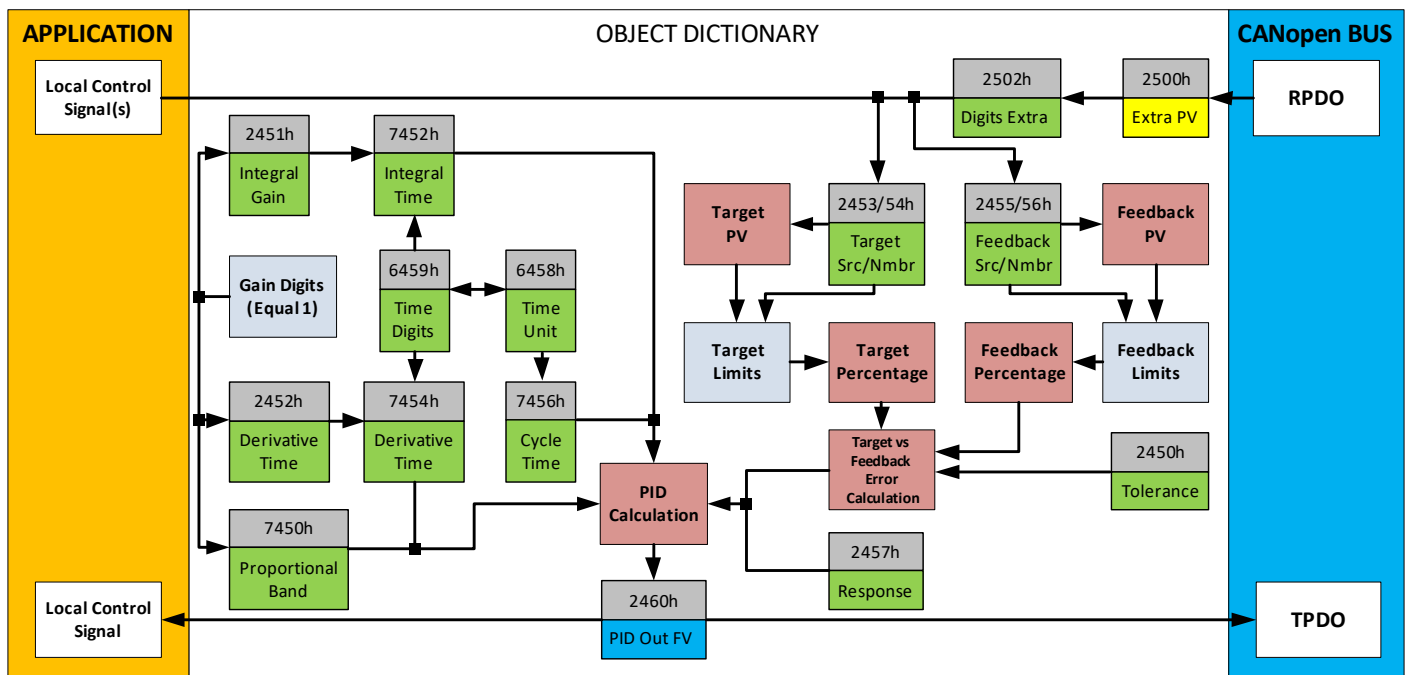 APPLICATION
OBJECT DICTIONARY
CANopen BUS
Local Control
Signal(s)
2502h
Digits Extra
2500h
Extra PV
RPDO
2451h
Integral
Gain
7452h
Integral
Time
Target
PV
2453/54h
Target
Src/Nmbr
2455/56h
Feedback
Src/Nmbr
Feedback
PV
Gain Digits
(Equal 1)
6459h
Time
Digits
6458h
Time
Unit
Target
Limits
Target
Percentage
Feedback
Percentage
Feedback
Limits
2452h
Derivative
Time
7454h
Derivative
Time
7456h
Cycle
Time
Target vs
Feedback
Error
Calculation
2450h
Tolerance
PID
Calculation
7450h
Proportional
Band
2457h
Response
Local Control
Signal
2460h
PID Out FV
TPDO